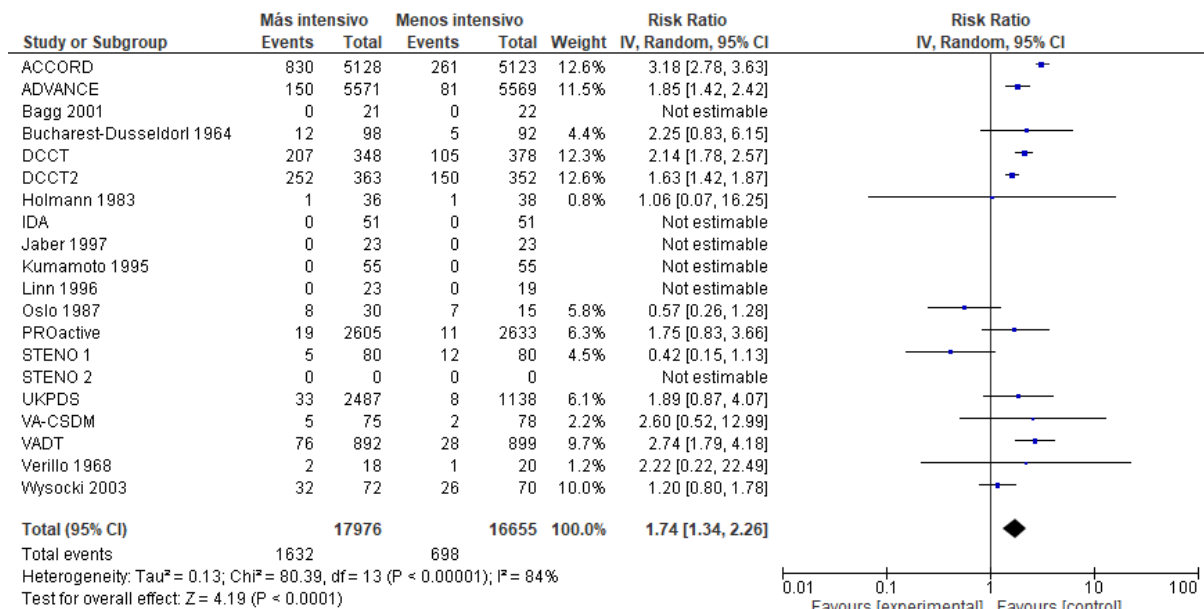 Más intensivo Menos intensivo Risk Ratio Risk Ratio
Study or Subgroup Events Total Events Total Weight IV, Random, 95% CI IV, Random, 95% CI
ACCORD 830 5128 261 5123 12.6% 3.18 [2.78, 3.63]
ADVANCE 150 5571 81 5569 11.5% 1.85 [1.42, 2.42]
Bagg 2001 0 21 0 22 Not estimable
Bucharest-Dusseldorl 1964 12 98 5 92 4.4% 2.25 [0.83, 6.15]
DCCT 207 348 105 378 12.3% 2.14 [1.78, 2.57]
DCCT2 252 363 150 352 12.6% 1.63 [1.42, 1.87]
Holmann 1983 1 36 1 38 0.8% 1.06 [0.07, 16.25]
IDA 0 51 0 51 Not estimable
Jaber 1997 0 23 0 23 Not estimable
Kumamoto 1995 0 55 0 55 Not estimable
Linn 1996 0 23 0 19 Not estimable
Oslo 1987 8 30 7 15 5.8% 0.57 [0.26, 1.28]
PROactive 19 2605 11 2633 6.3% 1.75 [0.83, 3.66]
STENO 1 5 80 12 80 4.5% 0.42 [0.15, 1.13]
STENO 2 0 0 0 0 Not estimable
UKPDS 33 2487 8 1138 6.1% 1.89 [0.87, 4.07]
VA-CSDM 5 75 2 78 2.2% 2.60 [0.52, 12.99]
VADT 76 892 28 899 9.7% 2.74 [1.79, 4.18]
Verillo 1968 2 18 1 20 1.2% 2.22 [0.22, 22.49]
Wysocki 2003 32 72 26 70 10.0% 1.20 [0.80, 1.78]
Total (95% CI) 17976 16655 100.0% 1.74 [1.34, 2.26]
Total events 1632 698
Heterogeneity: Tau² = 0.13; Chi² = 80.39, df = 13 (P < 0.00001); I² = 84%
Test for overall effect: Z = 4.19 (P < 0.0001)
0.01 0.1 1 10 100
Favours [experimental] Favours [control]